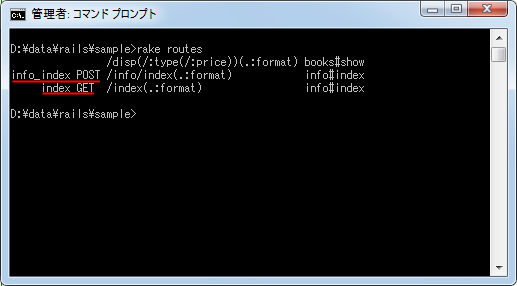 管理者: コマンド プロンプト
D:¥data¥rails¥sample>rake routes
/disp(/:type(/:price))(.:format) books#show
info_index POST /info/index(.:format) info#index
index GET /index(.:format) info#index
D:¥data¥rails¥sample>